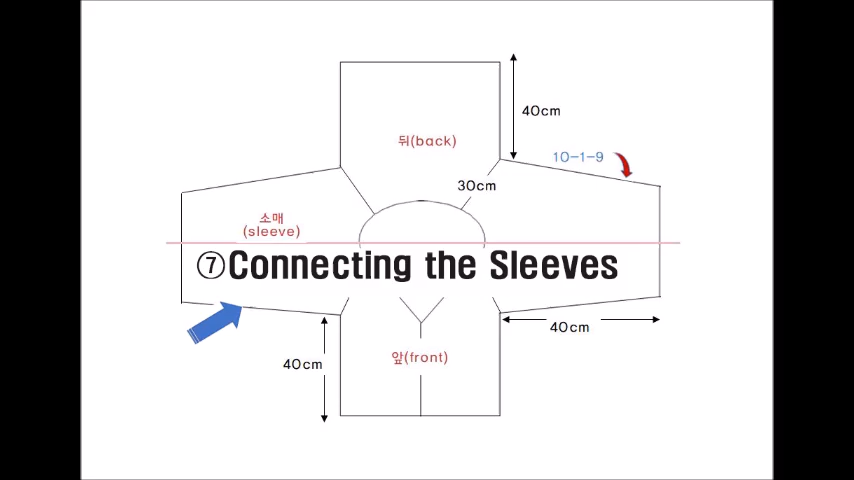 40cm
뒤(back)
10-1-9
30cm
소매
(sleeve)
⑦Connecting the Sleeves
40cm
앞(front)
40cm